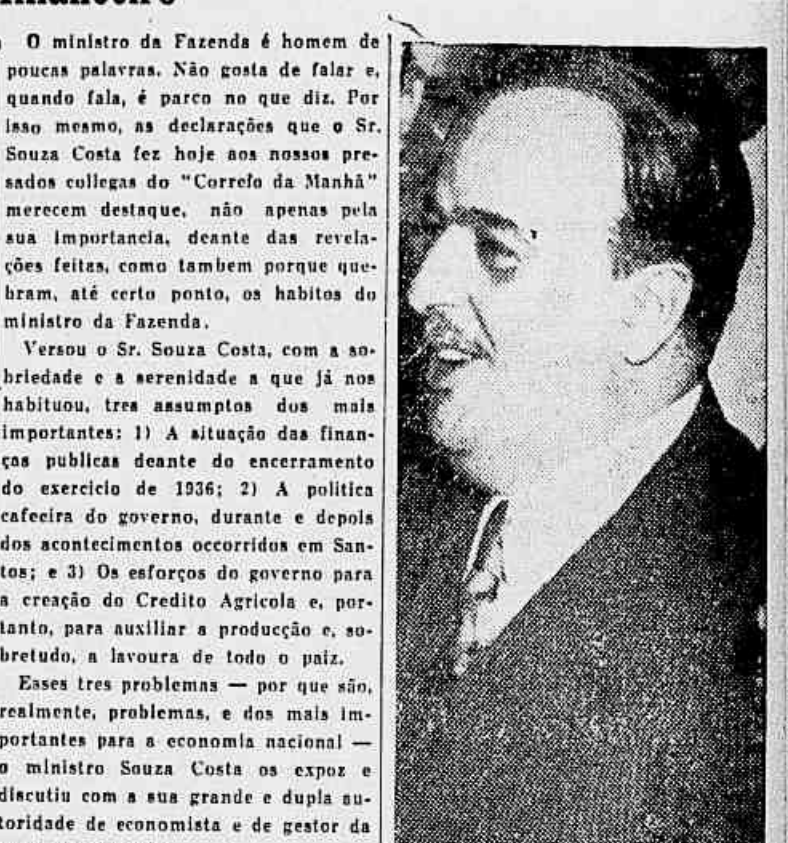 O ministro da Fazenda é homem de
poucas palavras. Não gosta de falar e,
quando fala, é parco no que diz. Por
isso mesmo, as declarações que o Sr.
Souza Costa fez hoje aos nossos pre-
sados collegas do "Correio da Manhã"
merecem destaque, não apenas pela
sua importancia, deante das revela-
ções feitas, como tambem porque que-
bram, até certo ponto, os habitos do
ministro da Fazenda.
Versou o Sr. Souza Costa, com a so-
briedade e a serenidade a que já nos
habituou, tres assumptos dos mais
importantes: 1) A situação das finan-
ças publicas deante do encerramento
do exercicio de 1936; 2) A politica
cafeeira do governo, durante e depois
dos acontecimentos occorridos em San-
tos; e 3) Os esforços do governo para
a creação do Credito Agricola e, por-
tanto, para auxiliar a producção e, so-
bretudo, a lavoura de todo o paiz.
Esses tres problemas — por que são,
realmente, problemas, e dos mais im-
portantes para a economia nacional —
o ministro Souza Costa os expoz e
discutiu com a sua grande e dupla au-
toridade de economista e de gestor da